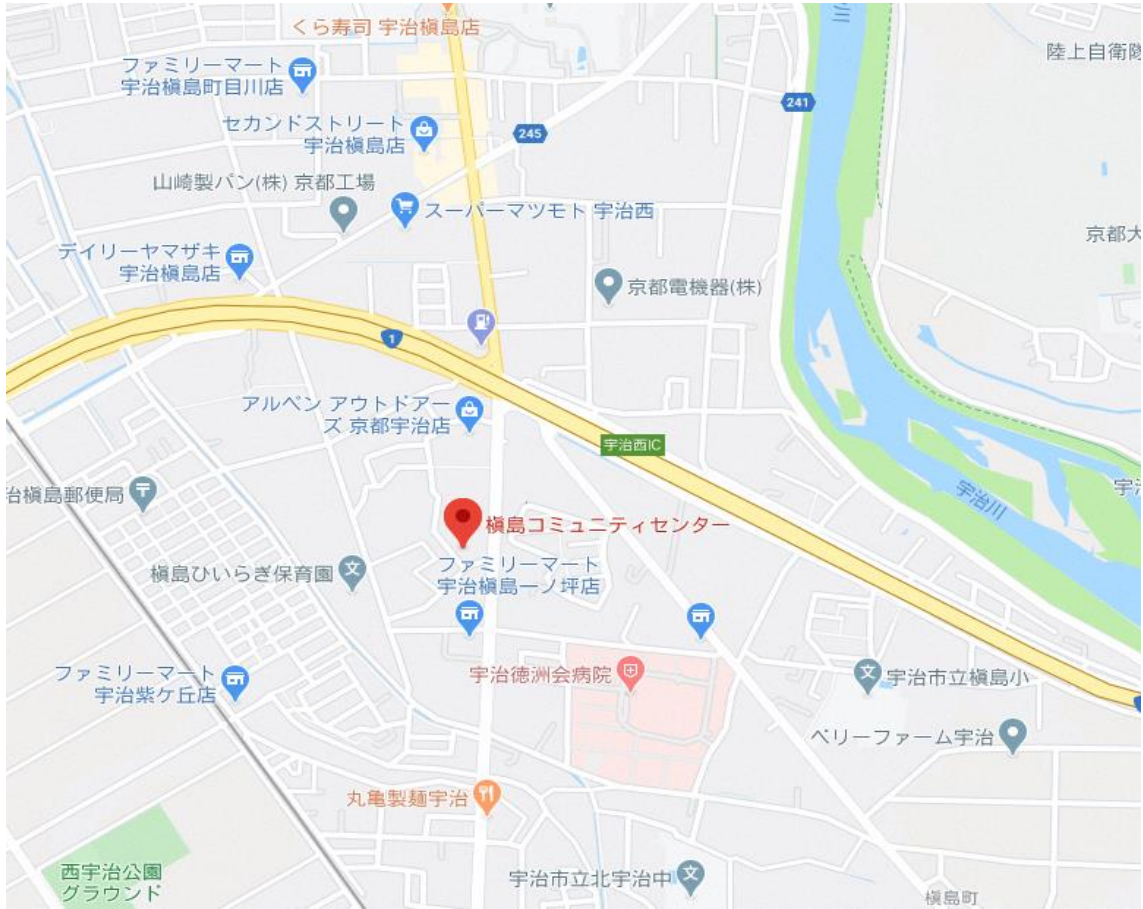 くら寿司 宇治槇島店
ファミリーマート
宇治槇島町目川店
陸上自衛隊
241
セカンドストリート
宇治槇島店
245
山崎製パン(株) 京都工場
スーパーマツモト 宇治西
京都大
デイリーヤマザキ
宇治槇島店
京都電機器(株)
1
アルペン アウトドアー
ズ 京都宇治店
宇治西IC
治槇島郵便局
宇治川
宇治
槇島コミュニティセンター
槇島ひいらぎ保育園
ファミリーマート
宇治槇島一ノ坪店
ファミリーマート
宇治紫ケ丘店
宇治徳洲会病院
宇治市立槇島小
ベリーファーム宇治
丸亀製麺宇治
西宇治公園
グラウンド
宇治市立北宇治中
槇島町